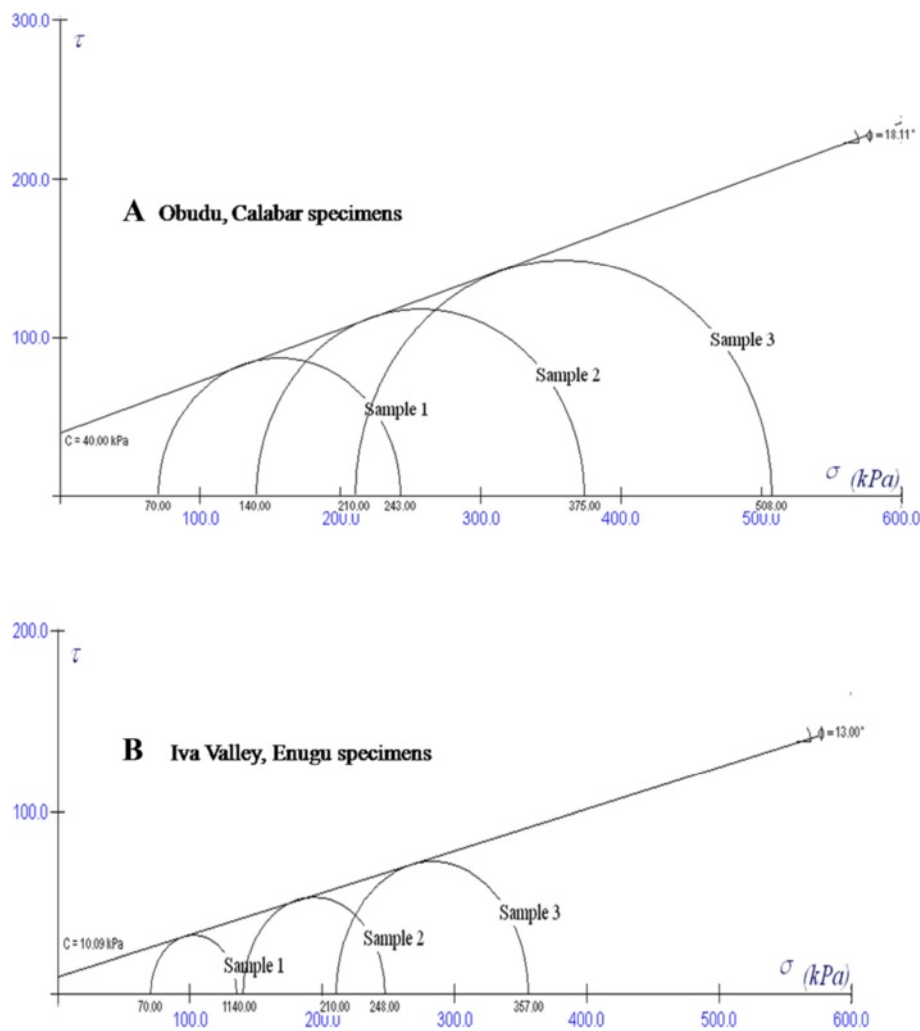 300.0
τ
ϕ = 18.11°
200.0
A Obudu, Calabar specimens
100.0
Sample 3
Sample 2
Sample 1
C = 40.00 kPa
σ (kPa)
70.00 140.00 210.00 243.00 375.00 508.00
100.0 200.0 300.0 400.0 500.0 600.0
200.0
τ
B Iva Valley, Enugu specimens
ϕ = 13.00°
100.0
Sample 3
Sample 2
C = 10.09 kPa
Sample 1
σ (kPa)
70.00 1140.00 210.00 248.00 357.00
100.0 200.0 300.0 400.0 500.0 600.0